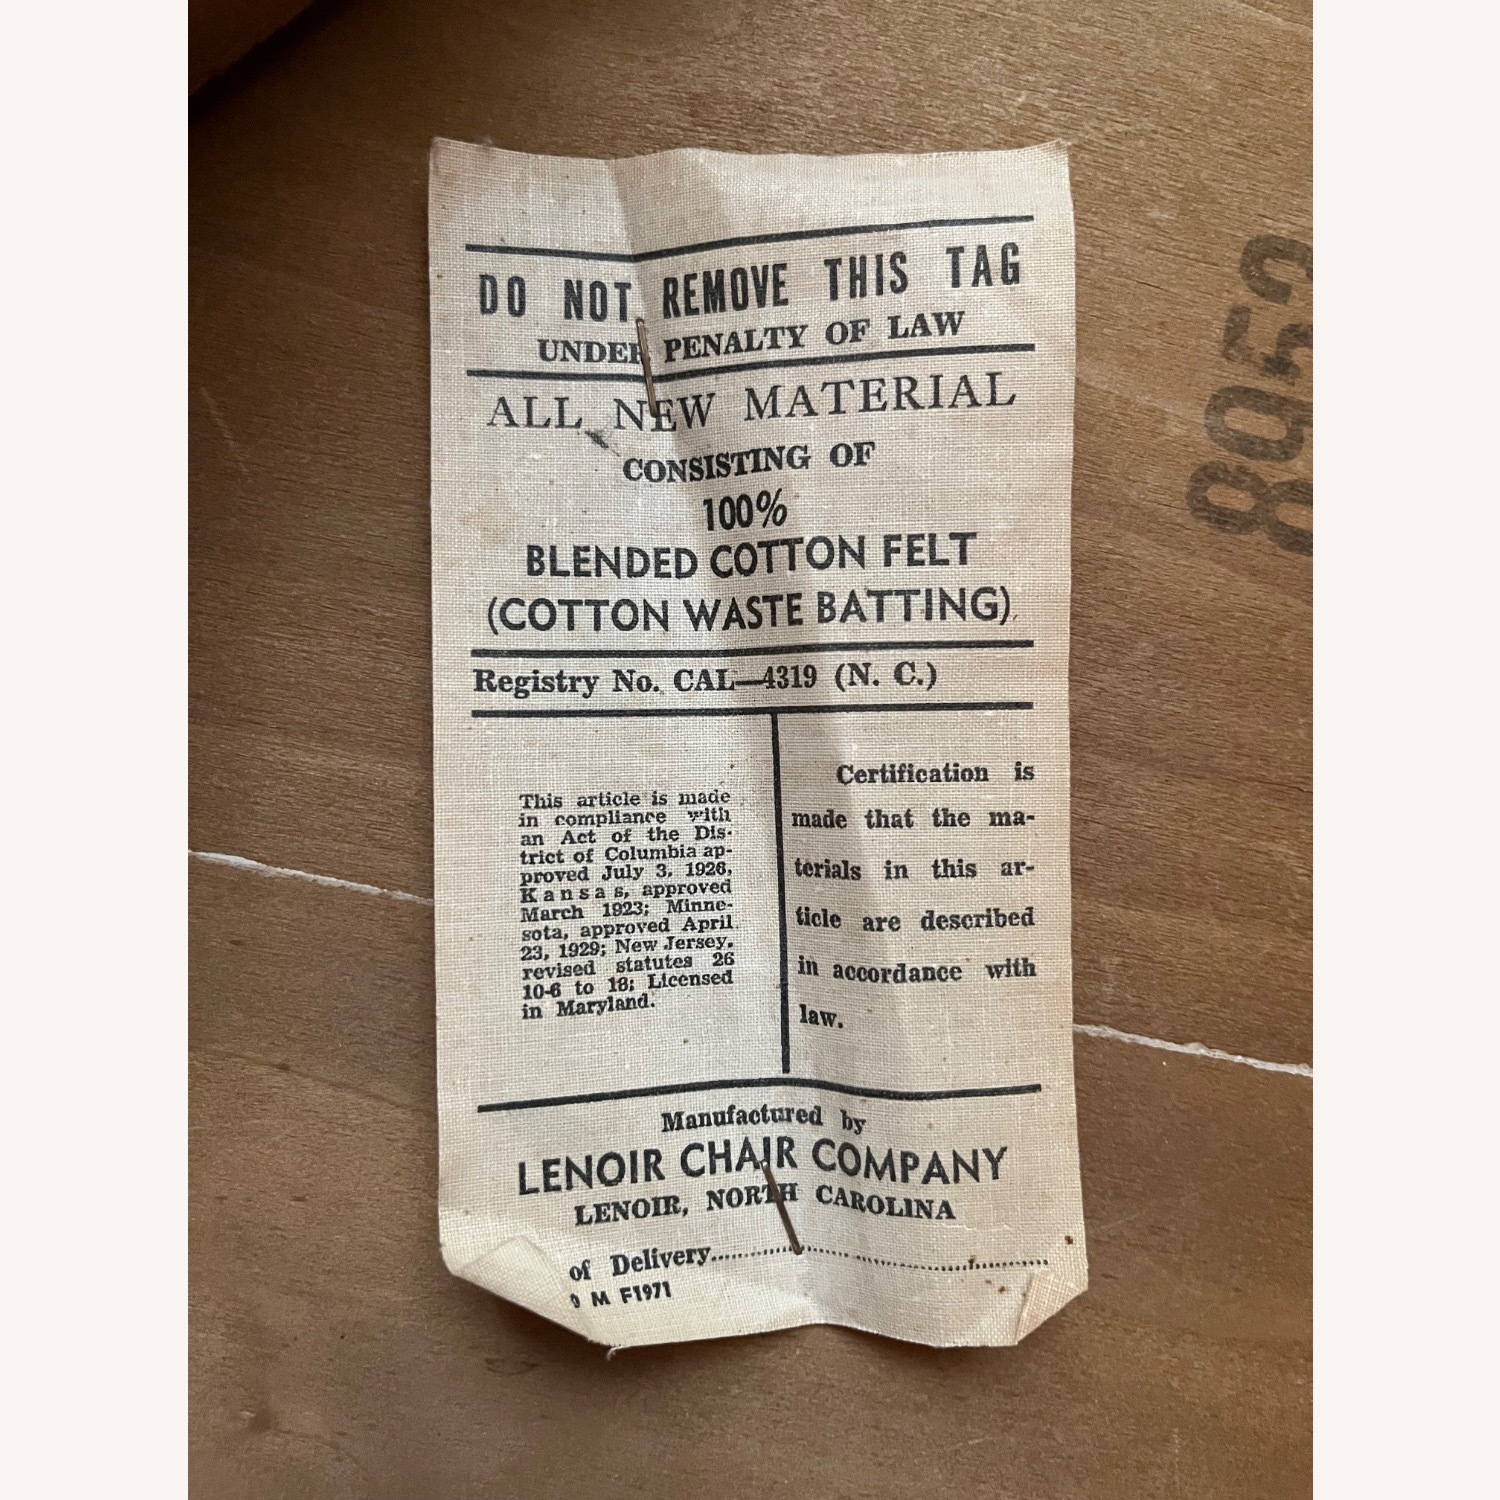 DO NOT REMOVE THIS TAG
UNDER PENALTY OF LAW
ALL NEW MATERIAL
CONSISTING OF
100%
BLENDED COTTON FELT
(COTTON WASTE BATTING)
Registry No. CAL—4319 (N. C.)
This article is made
in compliance with
an Act of the Dis-
trict of Columbia ap-
proved July 3, 1926,
Kansas, approved
March 1923; Minne-
sota, approved April
23, 1929; New Jersey,
revised statutes 26
10-6 to 18; Licensed
in Maryland.
Certification is
made that the ma-
terials in this ar-
ticle are described
in accordance with
law.
Manufactured by
LENOIR CHAIR COMPANY
LENOIR, NORTH CAROLINA
of Delivery
M F1971